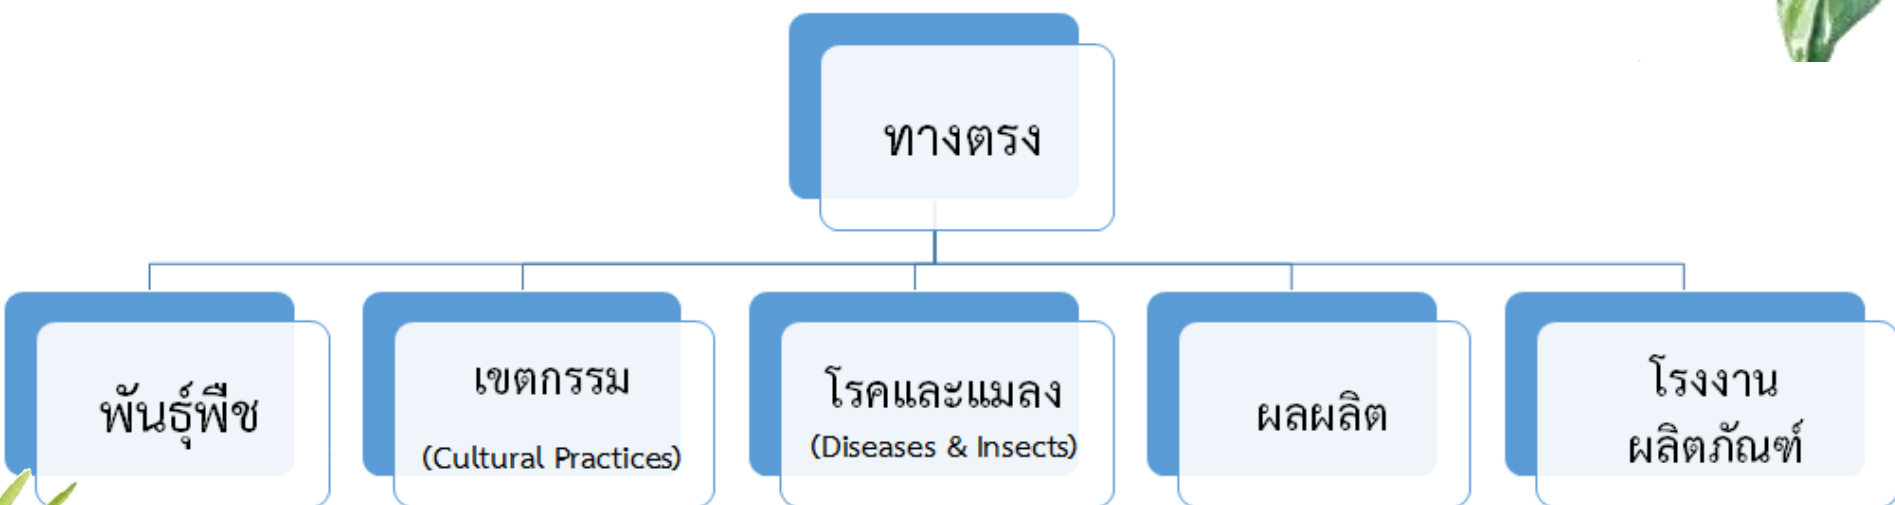 ทางตรง
พันธุ์พืช
เขตกรรม
(Cultural Practices)
โรคและแมลง
(Diseases & Insects)
ผลผลิต
โรงงาน
ผลิตภัณฑ์